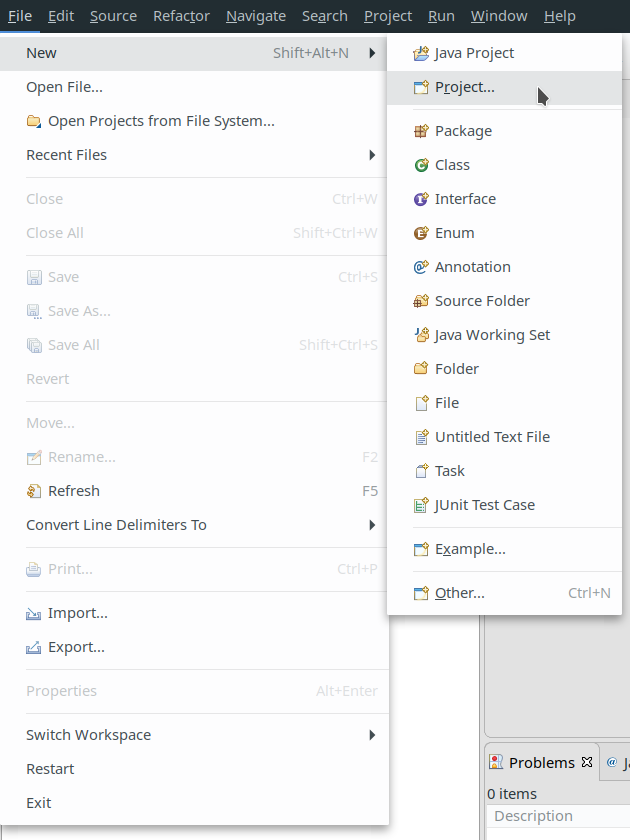 File Edit Source Refactor Navigate Search Project Run Window Help
New Shift+Alt+N
Open File...
Open Projects from File System...
Recent Files
Close Ctrl+W
Close All Shift+Ctrl+W
Save Ctrl+S
Save As...
Save All Shift+Ctrl+S
Revert
Move...
Rename... F2
Refresh F5
Convert Line Delimiters To
Print... Ctrl+P
Import...
Export...
Properties Alt+Enter
Switch Workspace
Restart
Exit
Java Project
Project...
Package
Class
Interface
Enum
Annotation
Source Folder
Java Working Set
Folder
File
Untitled Text File
Task
JUnit Test Case
Example...
Other... Ctrl+N
Problems
0 items
Description